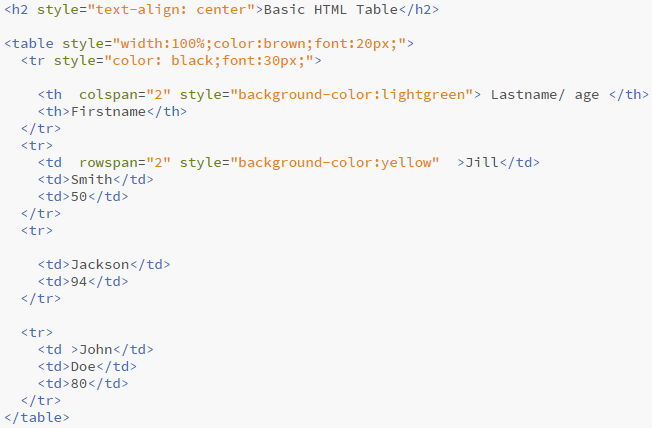 <h2 style="text-align: center">Basic HTML Table</h2>

<table style="width:100%;color:brown;font:20px;">
  <tr style="color: black;font:30px;">

    <th  colspan="2" style="background-color:lightgreen"> Lastname/ age </th>
    <th>Firstname</th>
  </tr>
  <tr>
    <td  rowspan="2" style="background-color:yellow"  >Jill</td>
    <td>Smith</td>
    <td>50</td>
  </tr>
  <tr>

    <td>Jackson</td>
    <td>94</td>
  </tr>

  <tr>
    <td >John</td>
    <td>Doe</td>
    <td>80</td>
  </tr>
</table>